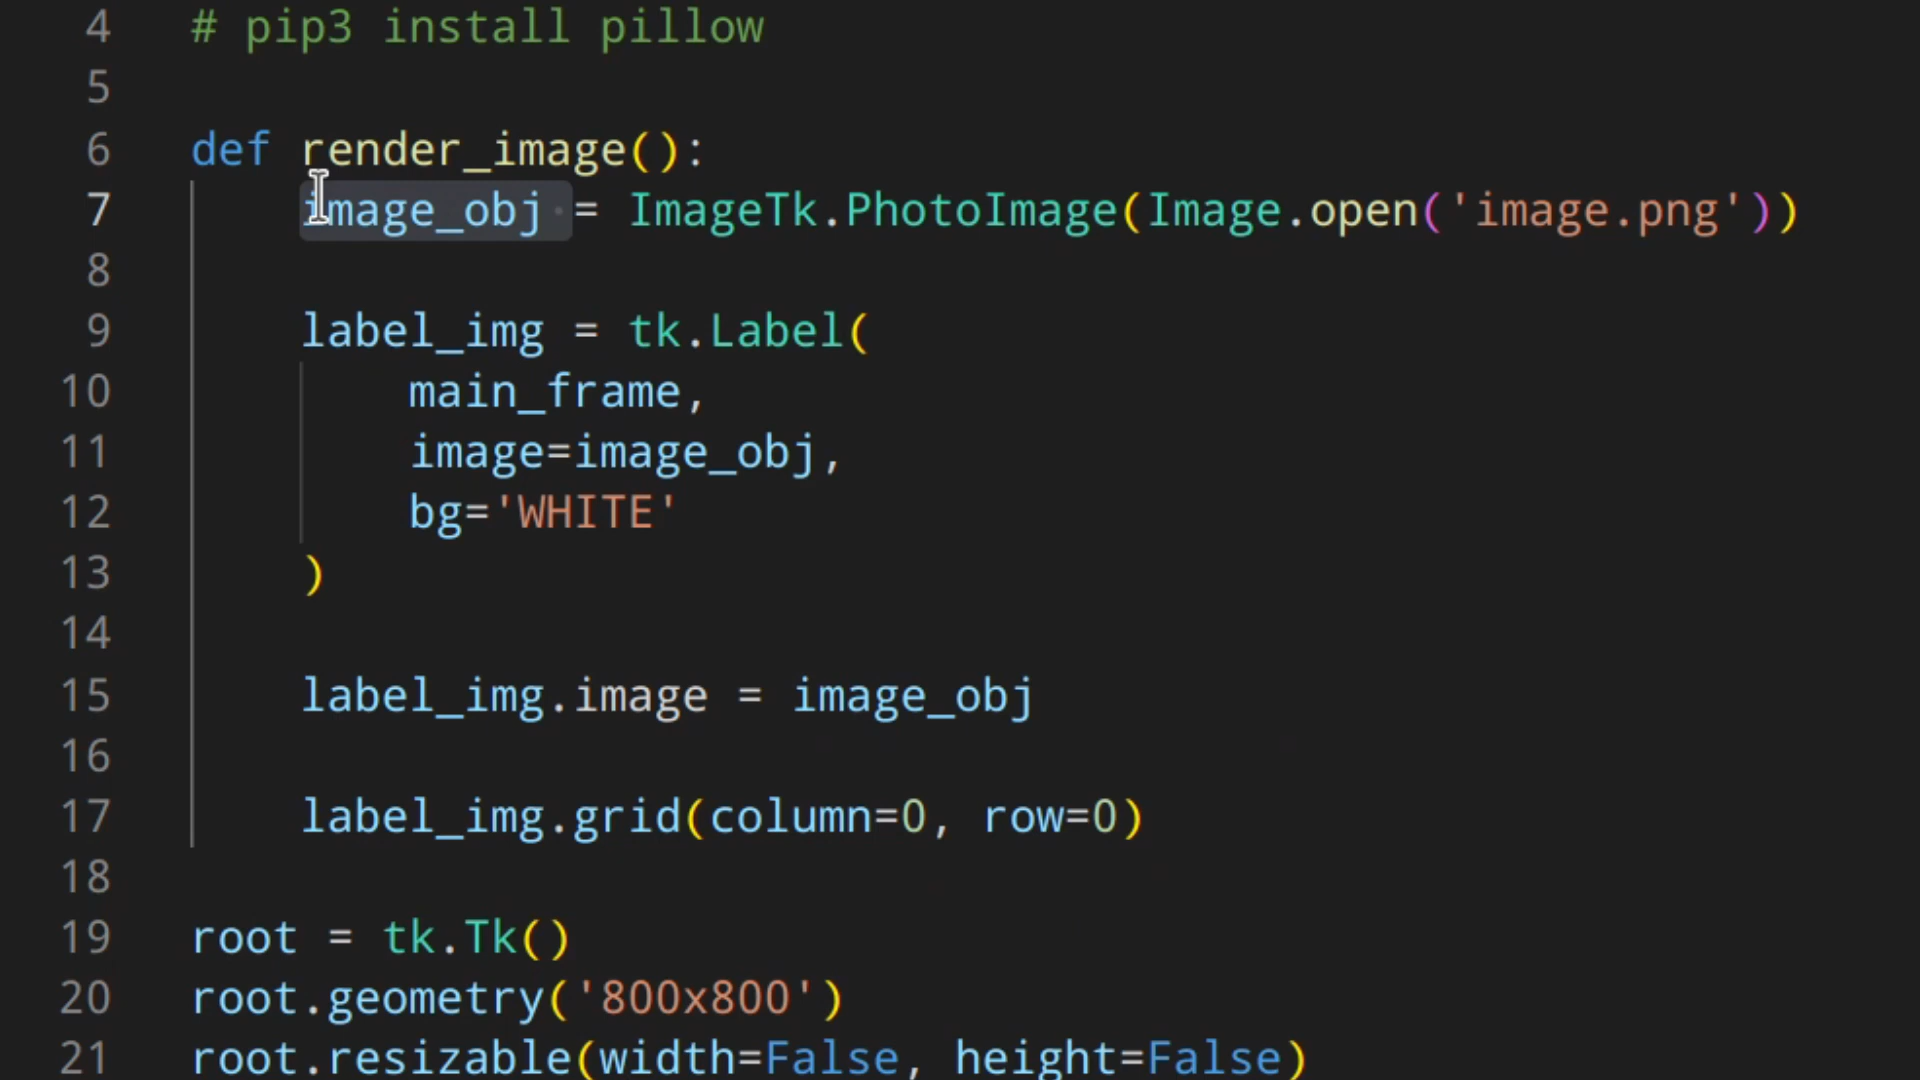 4 # pip3 install pillow
5
6 def render_image():
7     image_obj = ImageTk.PhotoImage(Image.open('image.png'))
8
9     label_img = tk.Label(
10         main_frame,
11         image=image_obj,
12         bg='WHITE'
13     )
14
15     label_img.image = image_obj
16
17     label_img.grid(column=0, row=0)
18
19 root = tk.Tk()
20 root.geometry('800x800')
21 root.resizable(width=False, height=False)